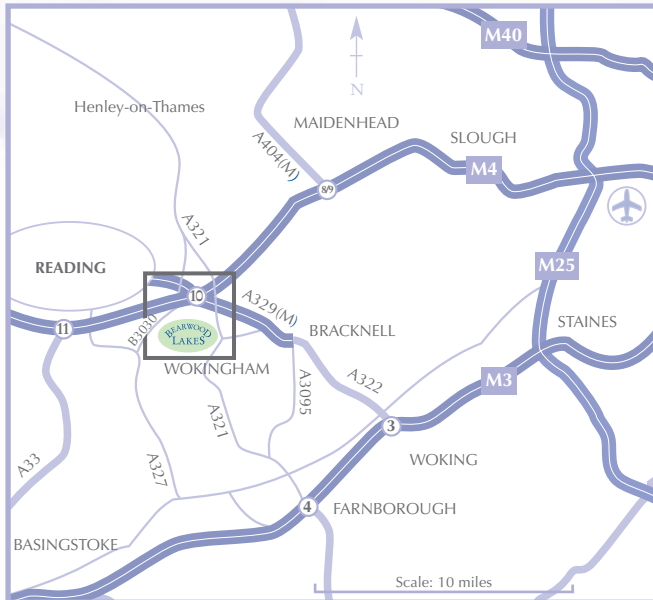 M40
N
Henley-on-Thames
MAIDENHEAD
SLOUGH
A404(M)
M4
8/9
A321
READING
M25
10
A329(M)
STAINES
11
B3030
BEARWOOD
LAKES
BRACKNELL
WOKINGHAM
A322
M3
A321
A3095
3
A33
A327
WOKING
4
FARNBOROUGH
BASINGSTOKE
Scale: 10 miles